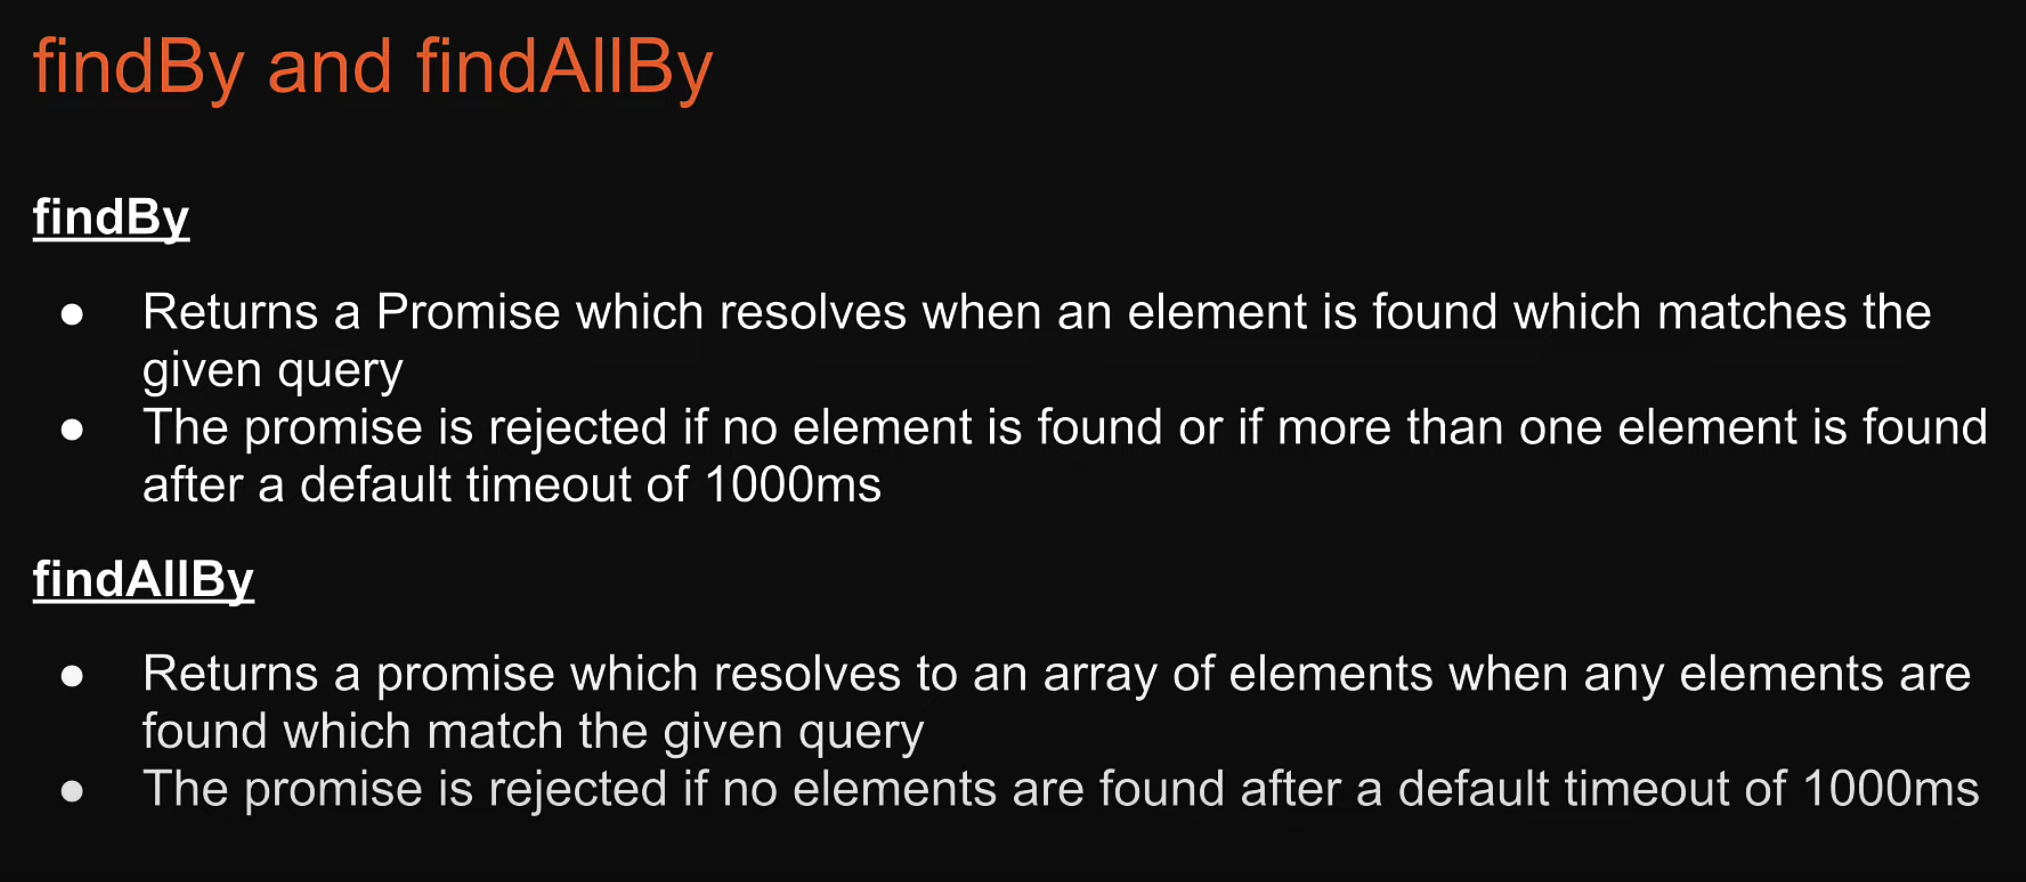 findBy and findAllBy
findBy
● Returns a Promise which resolves when an element is found which matches the
given query
● The promise is rejected if no element is found or if more than one element is found
after a default timeout of 1000ms
findAllBy
● Returns a promise which resolves to an array of elements when any elements are
found which match the given query
● The promise is rejected if no elements are found after a default timeout of 1000ms